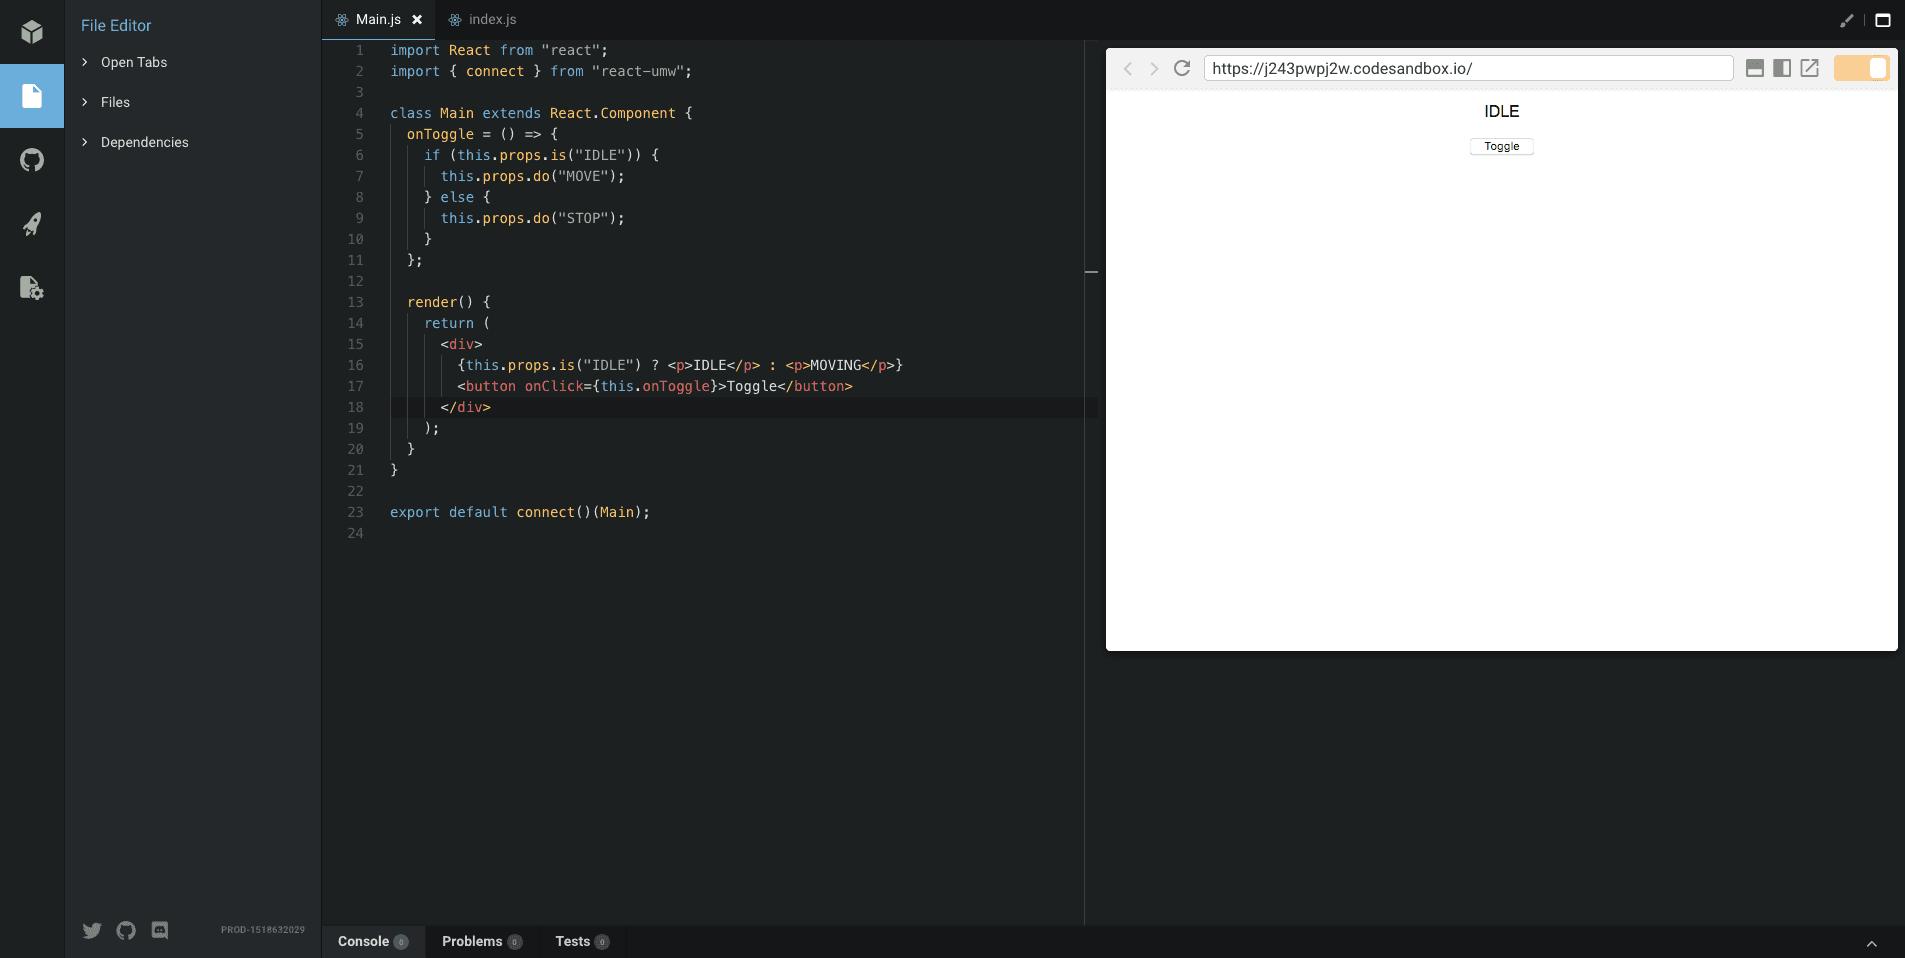 File Editor
Open Tabs
Files
Dependencies
PROD-1518632029
Main.js index.js
1 import React from "react";
2 import { connect } from "react-umw";
3
4 class Main extends React.Component {
5 onToggle = () => {
6 if (this.props.is("IDLE")) {
7 this.props.do("MOVE");
8 } else {
9 this.props.do("STOP");
10 }
11 };
12
13 render() {
14 return (
15 <div>
16 {this.props.is("IDLE") ? <p>IDLE</p> : <p>MOVING</p>}
17 <button onClick={this.onToggle}>Toggle</button>
18 </div>
19 );
20 }
21 }
22
23 export default connect()(Main);
24
https://j243pwpj2w.codesandbox.io/
IDLE
Toggle
Console 0 Problems 0 Tests 0